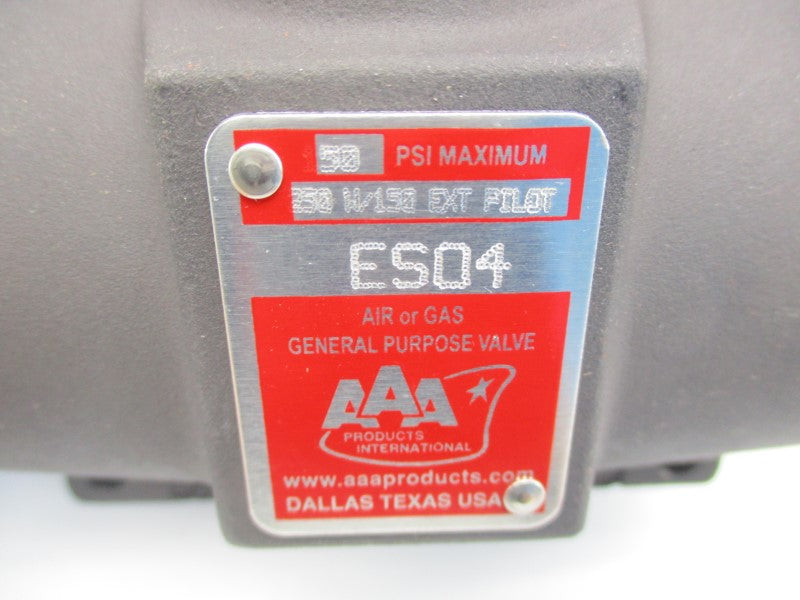 50 PSI MAXIMUM
250 W/150 EXT PILOT
ES04
AIR or GAS
GENERAL PURPOSE VALVE
AAA
PRODUCTS
INTERNATIONAL
www.aaaproducts.com
DALLAS TEXAS USA